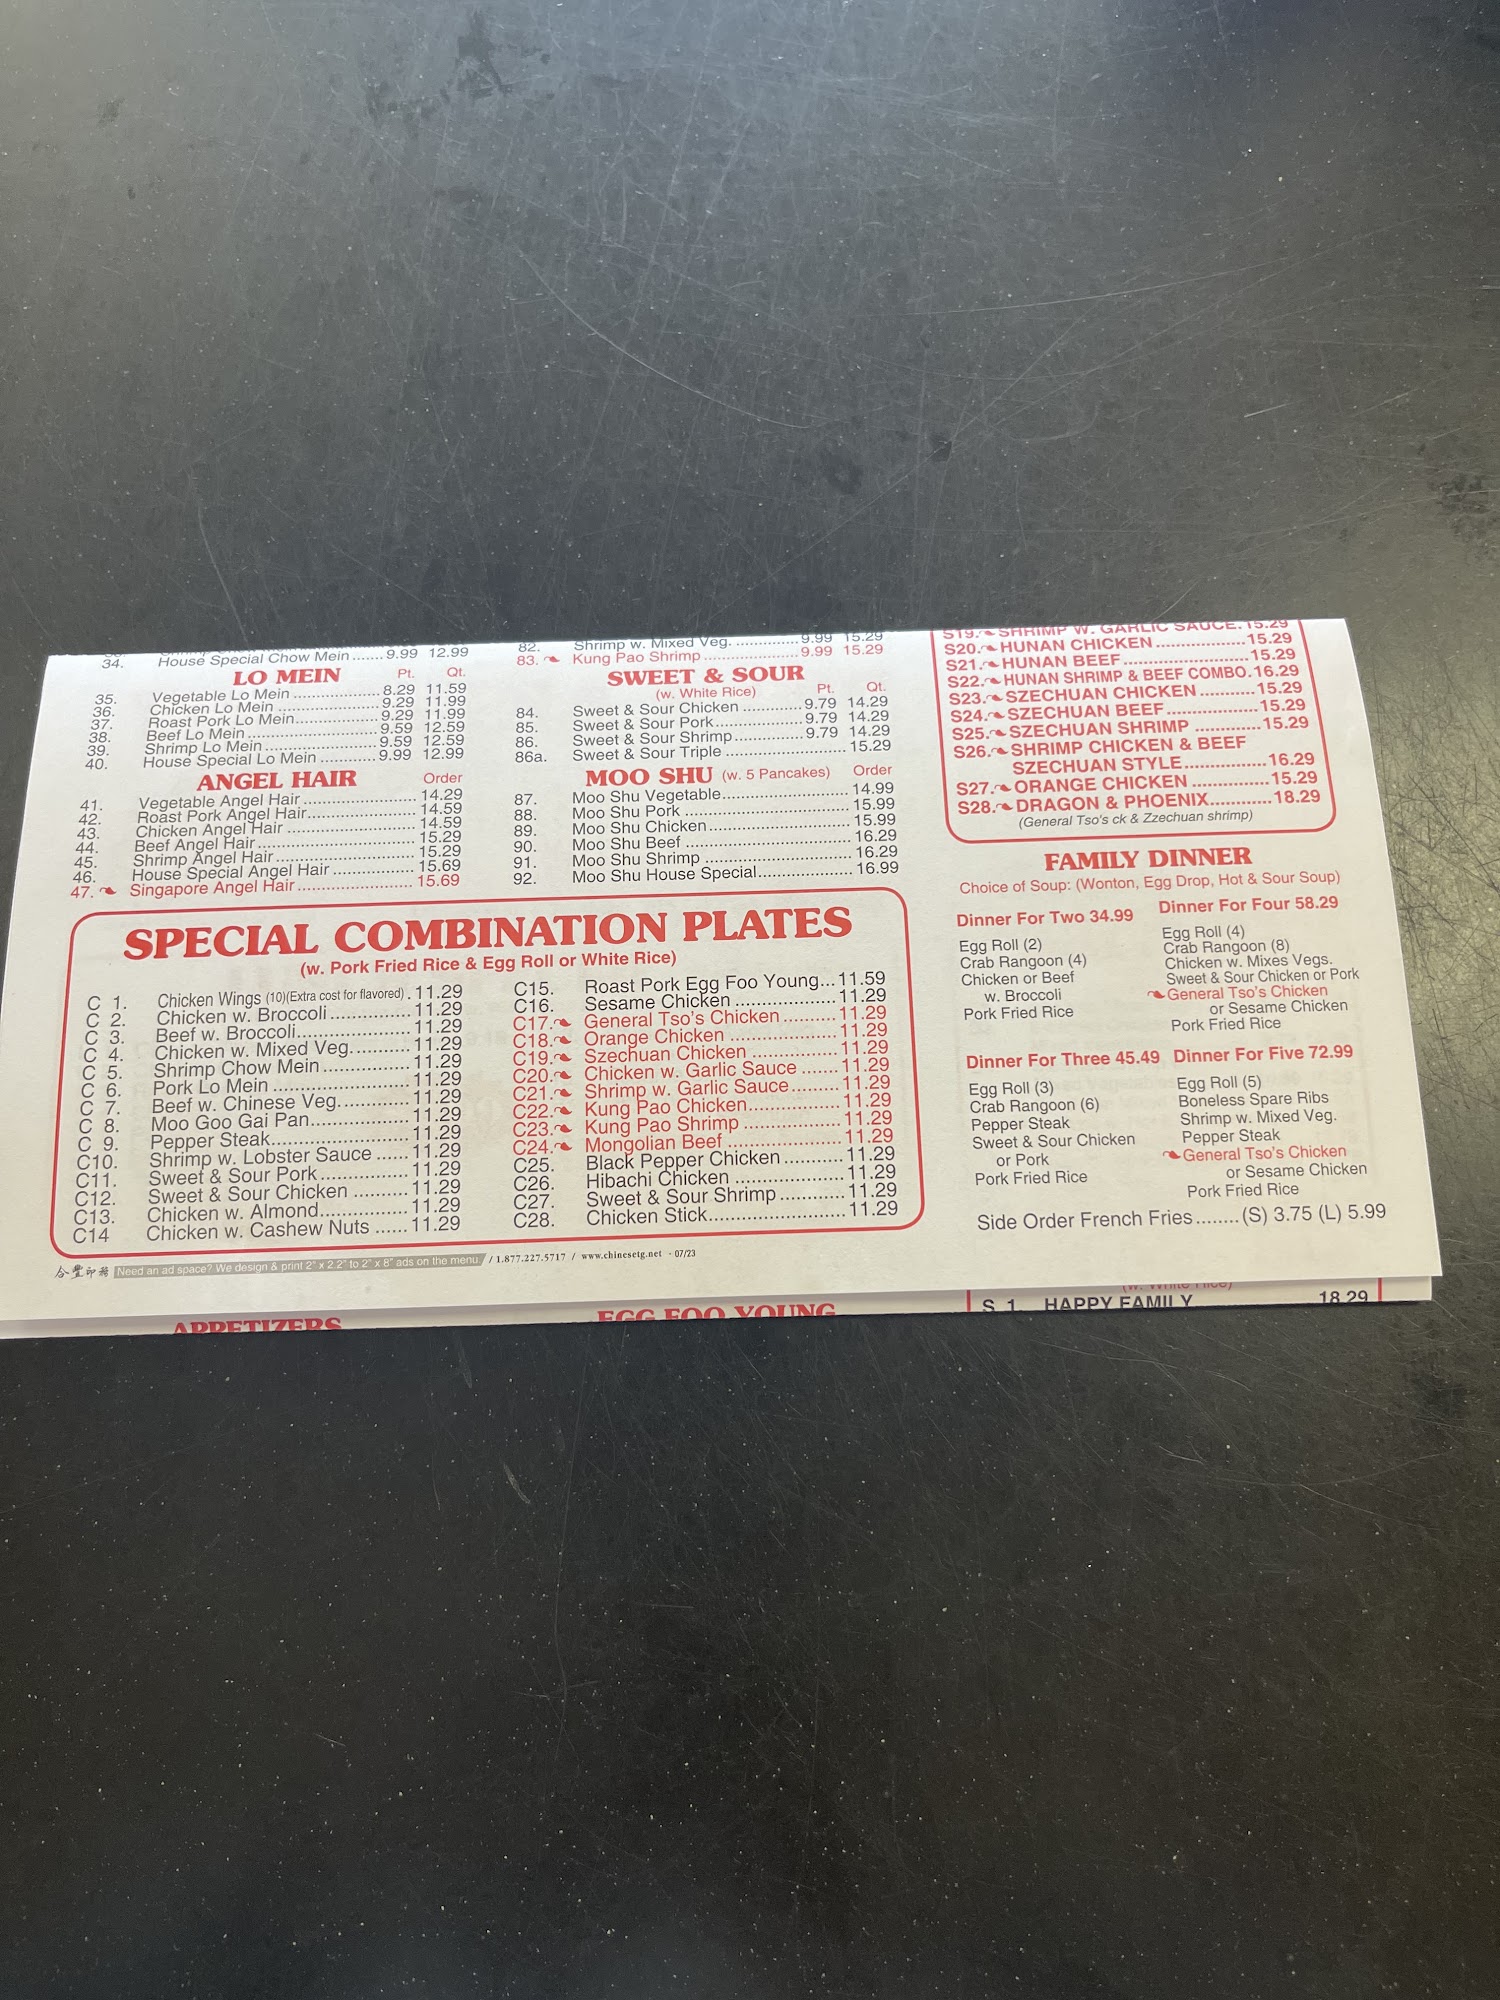 34. House Special Chow Mein ....... 9.99 12.99
LO MEIN Pt. Qt.
35. Vegetable Lo Mein ................. 8.29 11.59
36. Chicken Lo Mein ................... 9.29 11.99
37. Roast Pork Lo Mein................ 9.29 11.99
38. Beef Lo Mein ....................... 9.59 12.59
39. Shrimp Lo Mein .................... 9.59 12.59
40. House Special Lo Mein ............ 9.99 12.99
ANGEL HAIR Order
41. Vegetable Angel Hair......................... 14.29
42. Roast Pork Angel Hair........................ 14.59
43. Chicken Angel Hair ........................... 14.59
44. Beef Angel Hair................................ 15.29
45. Shrimp Angel Hair............................. 15.29
46. House Special Angel Hair .................. 15.69
47. Singapore Angel Hair......................... 15.69
82. Shrimp w. Mixed Veg. .............. 9.99 15.29
83. Kung Pao Shrimp .................... 9.99 15.29
SWEET & SOUR
(w. White Rice) Pt. Qt.
84. Sweet & Sour Chicken ............. 9.79 14.29
85. Sweet & Sour Pork.................. 9.79 14.29
86. Sweet & Sour Shrimp............... 9.79 14.29
86a. Sweet & Sour Triple ........................... 15.29
MOO SHU (w. 5 Pancakes) Order
87. Moo Shu Vegetable........................... 14.99
88. Moo Shu Pork .................................. 15.99
89. Moo Shu Chicken.............................. 15.99
90. Moo Shu Beef .................................. 16.29
91. Moo Shu Shrimp ............................... 16.29
92. Moo Shu House Special..................... 16.99
SPECIAL COMBINATION PLATES
(w. Pork Fried Rice & Egg Roll or White Rice)
C 1. Chicken Wings (10)(Extra cost for flavored) . 11.29
C 2. Chicken w. Broccoli............... 11.29
C 3. Beef w. Broccoli..................... 11.29
C 4. Chicken w. Mixed Veg........... 11.29
C 5. Shrimp Chow Mein................ 11.29
C 6. Pork Lo Mein ......................... 11.29
C 7. Beef w. Chinese Veg............. 11.29
C 8. Moo Goo Gai Pan.................. 11.29
C 9. Pepper Steak......................... 11.29
C10. Shrimp w. Lobster Sauce ...... 11.29
C11. Sweet & Sour Pork................ 11.29
C12. Sweet & Sour Chicken .......... 11.29
C13. Chicken w. Almond................ 11.29
C14 Chicken w. Cashew Nuts ...... 11.29
C15. Roast Pork Egg Foo Young... 11.59
C16. Sesame Chicken .................. 11.29
C17. General Tso's Chicken .......... 11.29
C18. Orange Chicken ................... 11.29
C19. Szechuan Chicken ............... 11.29
C20. Chicken w. Garlic Sauce ...... 11.29
C21. Shrimp w. Garlic Sauce......... 11.29
C22. Kung Pao Chicken................ 11.29
C23. Kung Pao Shrimp ................. 11.29
C24. Mongolian Beef .................... 11.29
C25. Black Pepper Chicken........... 11.29
C26. Hibachi Chicken ................... 11.29
C27. Sweet & Sour Shrimp ............ 11.29
C28. Chicken Stick........................ 11.29
合豐印務 Need an ad space? We design & print 2" x 2.2" to 2" x 8" ads on the menu. / 1.877.227.5717 / www.chinesetg.net - 07/23
S19. SHRIMP W. GARLIC SAUCE. 15.29
S20. HUNAN CHICKEN ............... 15.29
S21. HUNAN BEEF..................... 15.29
S22. HUNAN SHRIMP & BEEF COMBO. 16.29
S23. SZECHUAN CHICKEN .......... 15.29
S24. SZECHUAN BEEF................ 15.29
S25. SZECHUAN SHRIMP ........... 15.29
S26. SHRIMP CHICKEN & BEEF
SZECHUAN STYLE................. 16.29
S27. ORANGE CHICKEN ............ 15.29
S28. DRAGON & PHOENIX.......... 18.29
(General Tso's ck & Zzechuan shrimp)
FAMILY DINNER
Choice of Soup: (Wonton, Egg Drop, Hot & Sour Soup)
Dinner For Two 34.99
Egg Roll (2)
Crab Rangoon (4)
Chicken or Beef
w. Broccoli
Pork Fried Rice
Dinner For Four 58.29
Egg Roll (4)
Crab Rangoon (8)
Chicken w. Mixes Vegs.
Sweet & Sour Chicken or Pork
General Tso's Chicken
or Sesame Chicken
Pork Fried Rice
Dinner For Three 45.49
Egg Roll (3)
Crab Rangoon (6)
Pepper Steak
Sweet & Sour Chicken
or Pork
Pork Fried Rice
Dinner For Five 72.99
Egg Roll (5)
Boneless Spare Ribs
Shrimp w. Mixed Veg.
Pepper Steak
General Tso's Chicken
or Sesame Chicken
Pork Fried Rice
Side Order French Fries........ (S) 3.75 (L) 5.99
APPETIZERS
EGG FOO YOUNG
(w. White Rice)
S 1. HAPPY FAMILY 18.29